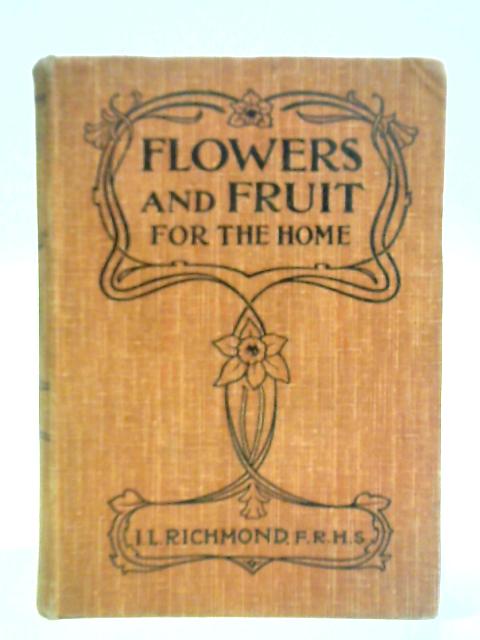 FLOWERS
AND FRUIT
FOR THE HOME
I.L. RICHMOND, F.R.H.S.